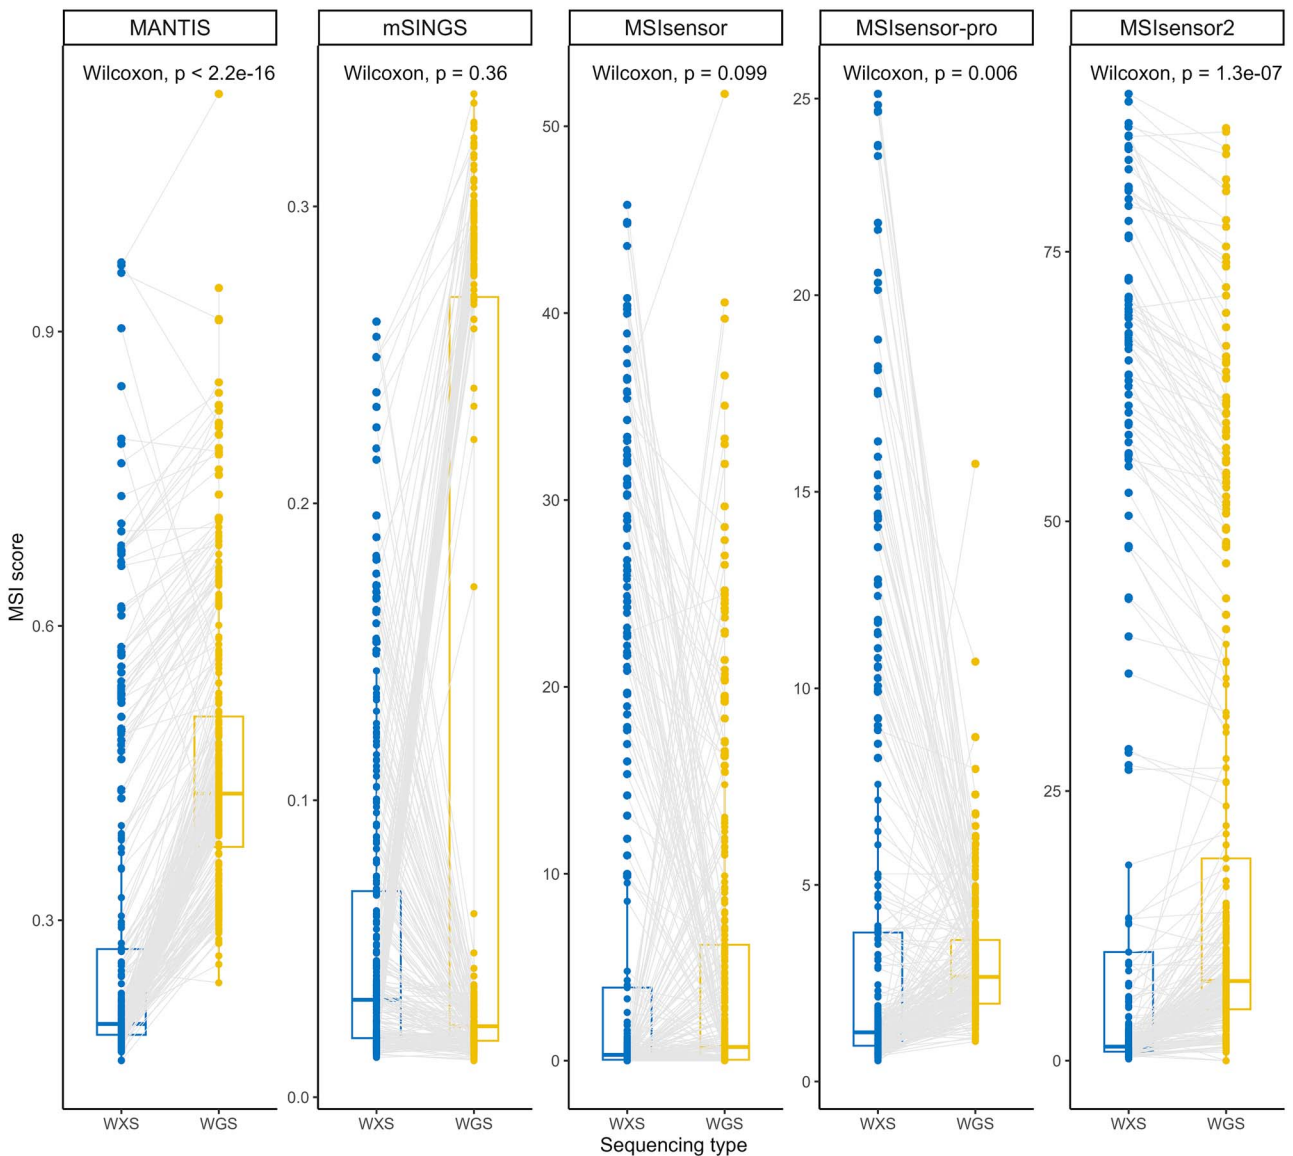 MANTIS
mSINGS
MSIsensor
MSIsensor-pro
MSIsensor2
Wilcoxon, p < 2.2e-16
Wilcoxon, p = 0.36
Wilcoxon, p = 0.099
Wilcoxon, p = 0.006
Wilcoxon, p = 1.3e-07
MSI score
0.9
0.6
0.3
0.3
0.2
0.1
0.0
50
40
30
20
10
0
25
20
15
10
5
0
75
50
25
0
WXS WGS
WXS WGS
WXS WGS
WXS WGS
WXS WGS
Sequencing type